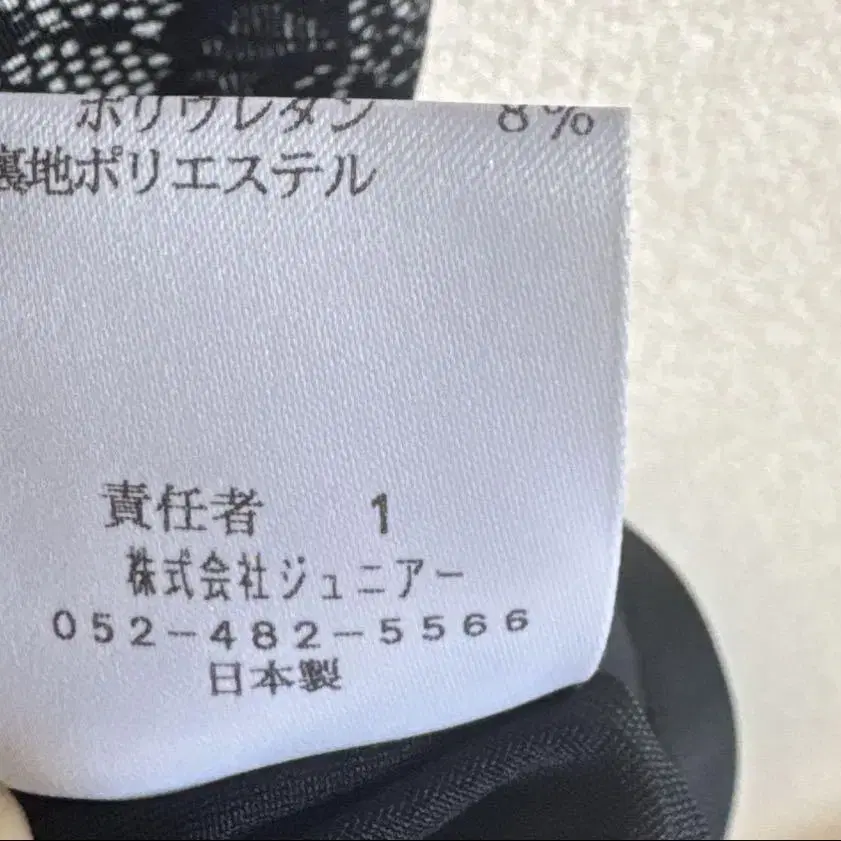 ポリウレタン 8%
裏地ポリエステル
責任者 1
株式会社ジュニアー
052-482-5566
日本製